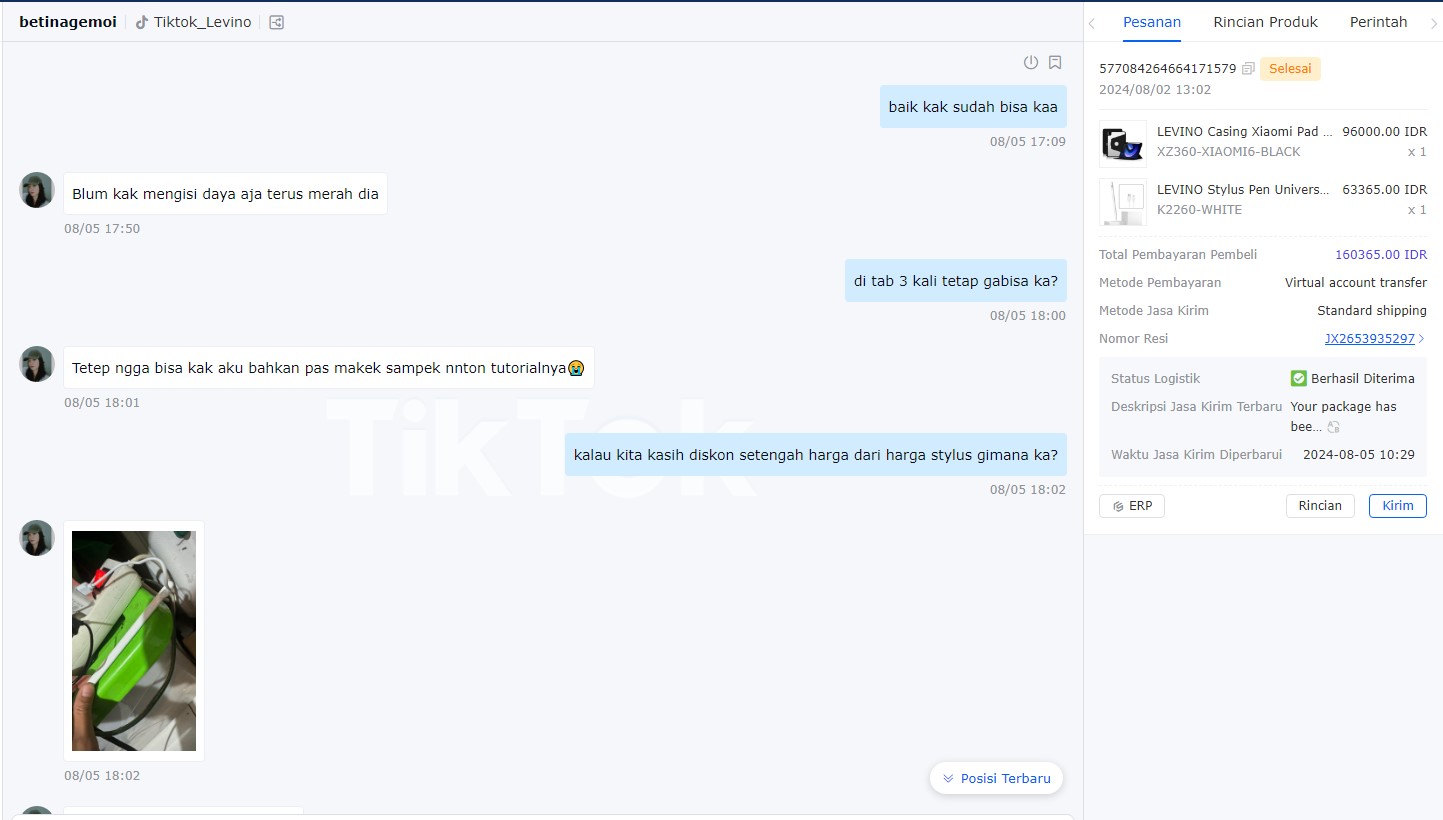 betinagemoi
Tiktok_Levino
baik kak sudah bisa kaa
08/05 17:09
Blum kak mengisi daya aja terus merah dia
08/05 17:50
di tab 3 kali tetap gabisa ka?
08/05 18:00
Tetep ngga bisa kak aku bahkan pas makek sampek nnton tutorialnya😭
08/05 18:01
TikTok
kalau kita kasih diskon setengah harga dari harga stylus gimana ka?
08/05 18:02
08/05 18:02
Posisi Terbaru
Pesanan Rincian Produk Perintah
577084264664171579 Selesai
2024/08/02 13:02
LEVINO Casing Xiaomi Pad ... 96000.00 IDR
XZ360-XIAOMI6-BLACK x 1
LEVINO Stylus Pen Univers... 63365.00 IDR
K2260-WHITE x 1
Total Pembayaran Pembeli 160365.00 IDR
Metode Pembayaran Virtual account transfer
Metode Jasa Kirim Standard shipping
Nomor Resi JX2653935297
Status Logistik ✅ Berhasil Diterima
Deskripsi Jasa Kirim Terbaru Your package has
bee...
Waktu Jasa Kirim Diperbarui 2024-08-05 10:29
ERP Rincian Kirim